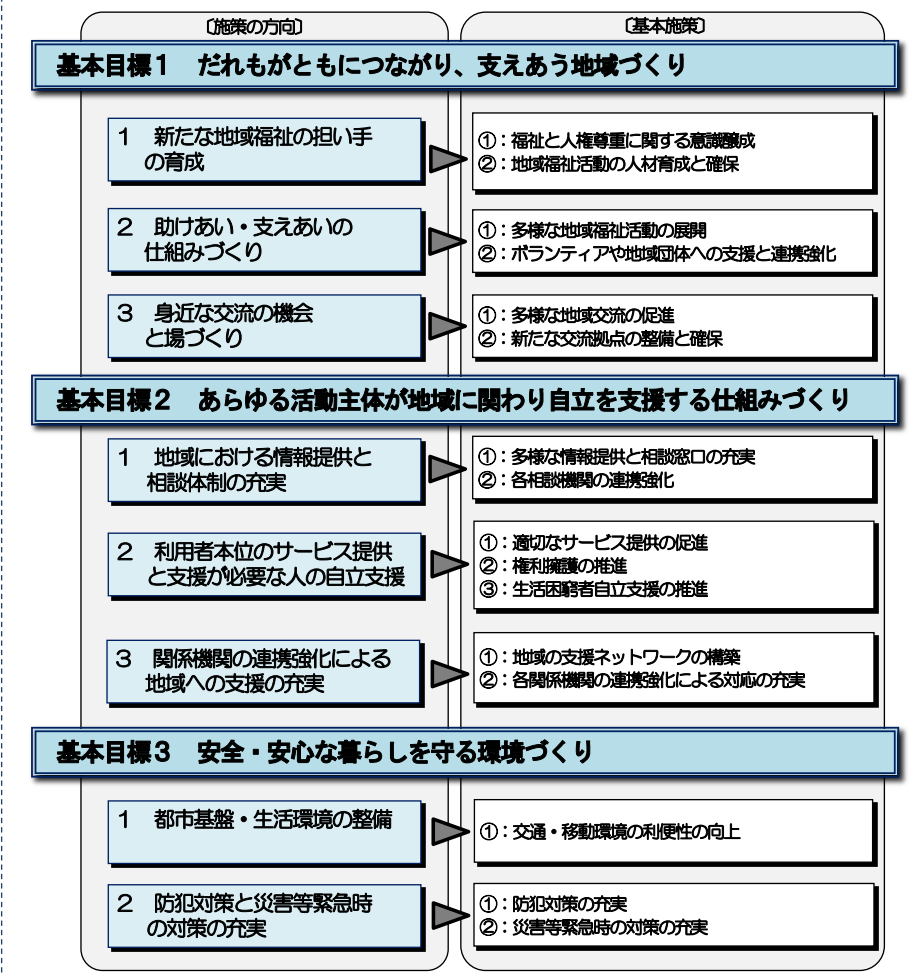 〔施策の方向〕
〔基本施策〕
基本目標１　だれもがともにつながり、支えあう地域づくり
１　新たな地域福祉の担い手
の育成
①：福祉と人権尊重に関する意識醸成
②：地域福祉活動の人材育成と確保
２　助けあい・支えあいの
仕組みづくり
①：多様な地域福祉活動の展開
②：ボランティアや地域団体への支援と連携強化
３　身近な交流の機会
と場づくり
①：多様な地域交流の促進
②：新たな交流拠点の整備と確保
基本目標２　あらゆる活動主体が地域に関わり自立を支援する仕組みづくり
１　地域における情報提供と
相談体制の充実
①：多様な情報提供と相談窓口の充実
②：各相談機関の連携強化
２　利用者本位のサービス提供
と支援が必要な人の自立支援
①：適切なサービス提供の促進
②：権利擁護の推進
③：生活困窮者自立支援の推進
３　関係機関の連携強化による
地域への支援の充実
①：地域の支援ネットワークの構築
②：各関係機関の連携強化による対応の充実
基本目標３　安全・安心な暮らしを守る環境づくり
１　都市基盤・生活環境の整備
①：交通・移動環境の利便性の向上
２　防犯対策と災害等緊急時
の対策の充実
①：防犯対策の充実
②：災害等緊急時の対策の充実